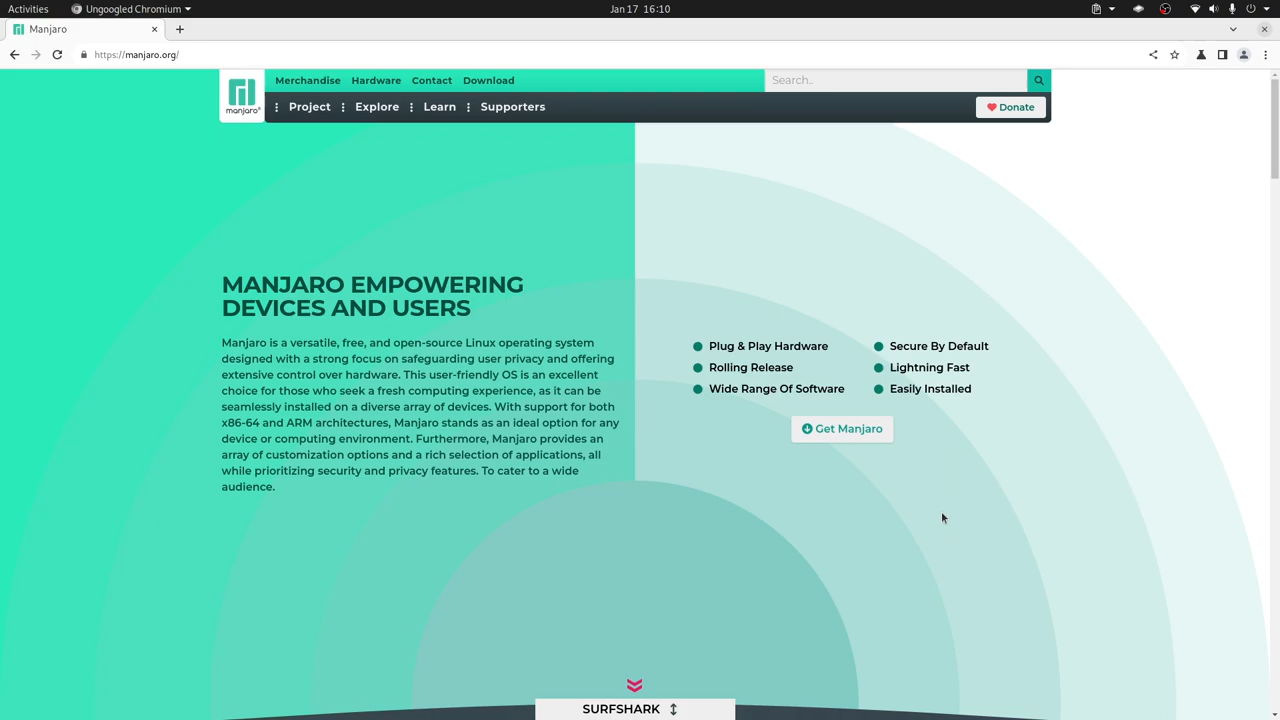 Activities
Ungoogled Chromium
Jan 17 16:10
Manjaro
https://manjaro.org/
Merchandise Hardware Contact Download
Search..
manjaro
Project Explore Learn Supporters
Donate
MANJARO EMPOWERING
DEVICES AND USERS
Manjaro is a versatile, free, and open-source Linux operating system
designed with a strong focus on safeguarding user privacy and offering
extensive control over hardware. This user-friendly OS is an excellent
choice for those who seek a fresh computing experience, as it can be
seamlessly installed on a diverse array of devices. With support for both
x86-64 and ARM architectures, Manjaro stands as an ideal option for any
device or computing environment. Furthermore, Manjaro provides an
array of customization options and a rich selection of applications, all
while prioritizing security and privacy features. To cater to a wide
audience.
Plug & Play Hardware
Rolling Release
Wide Range Of Software
Secure By Default
Lightning Fast
Easily Installed
Get Manjaro
SURFSHARK